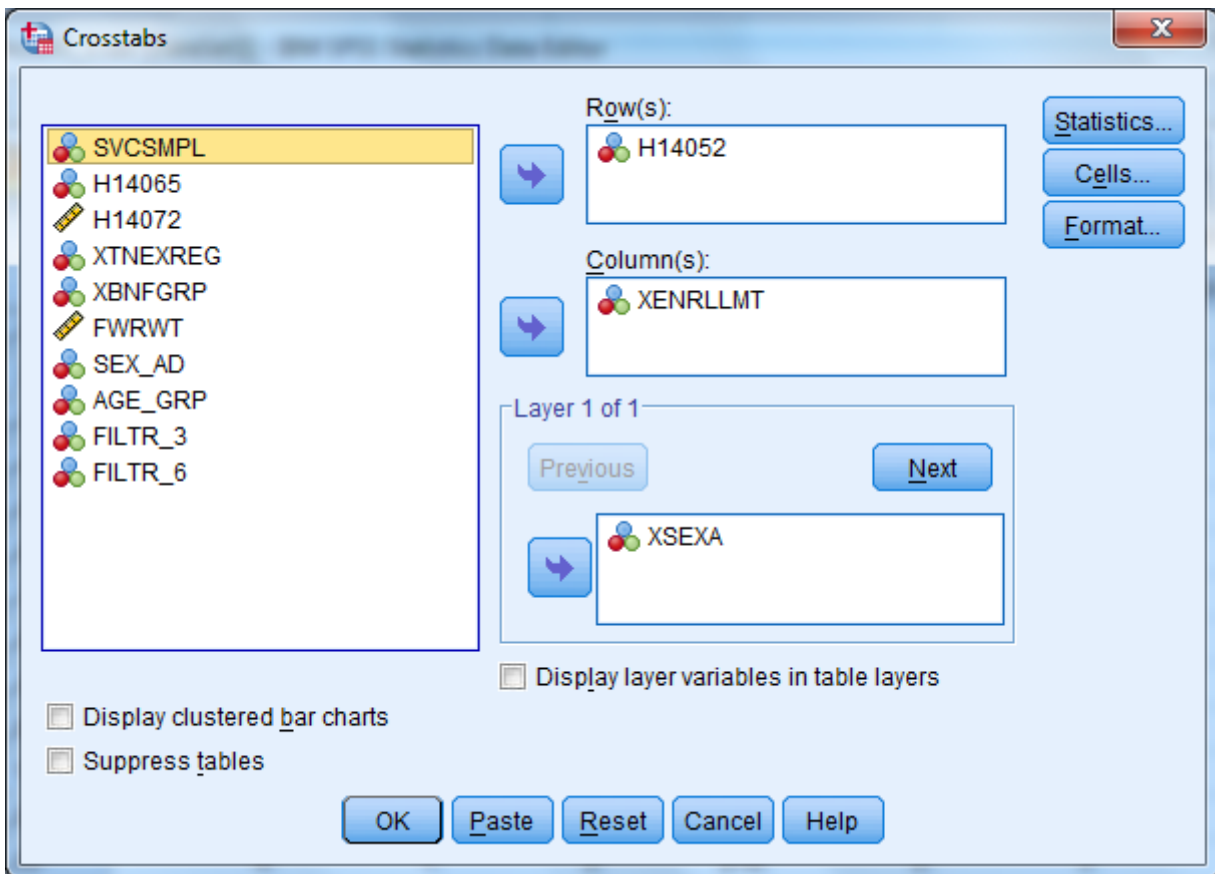 Crosstabs
SVCSMPL
H14065
H14072
XTNEXREG
XBNFGRP
FWRWT
SEX_AD
AGE_GRP
FILTR_3
FILTR_6
Row(s):
H14052
Column(s):
XENRLLMT
Layer 1 of 1
Previous
Next
XSEXA
Display layer variables in table layers
Statistics...
Cells...
Format...
Display clustered bar charts
Suppress tables
OK Paste Reset Cancel Help